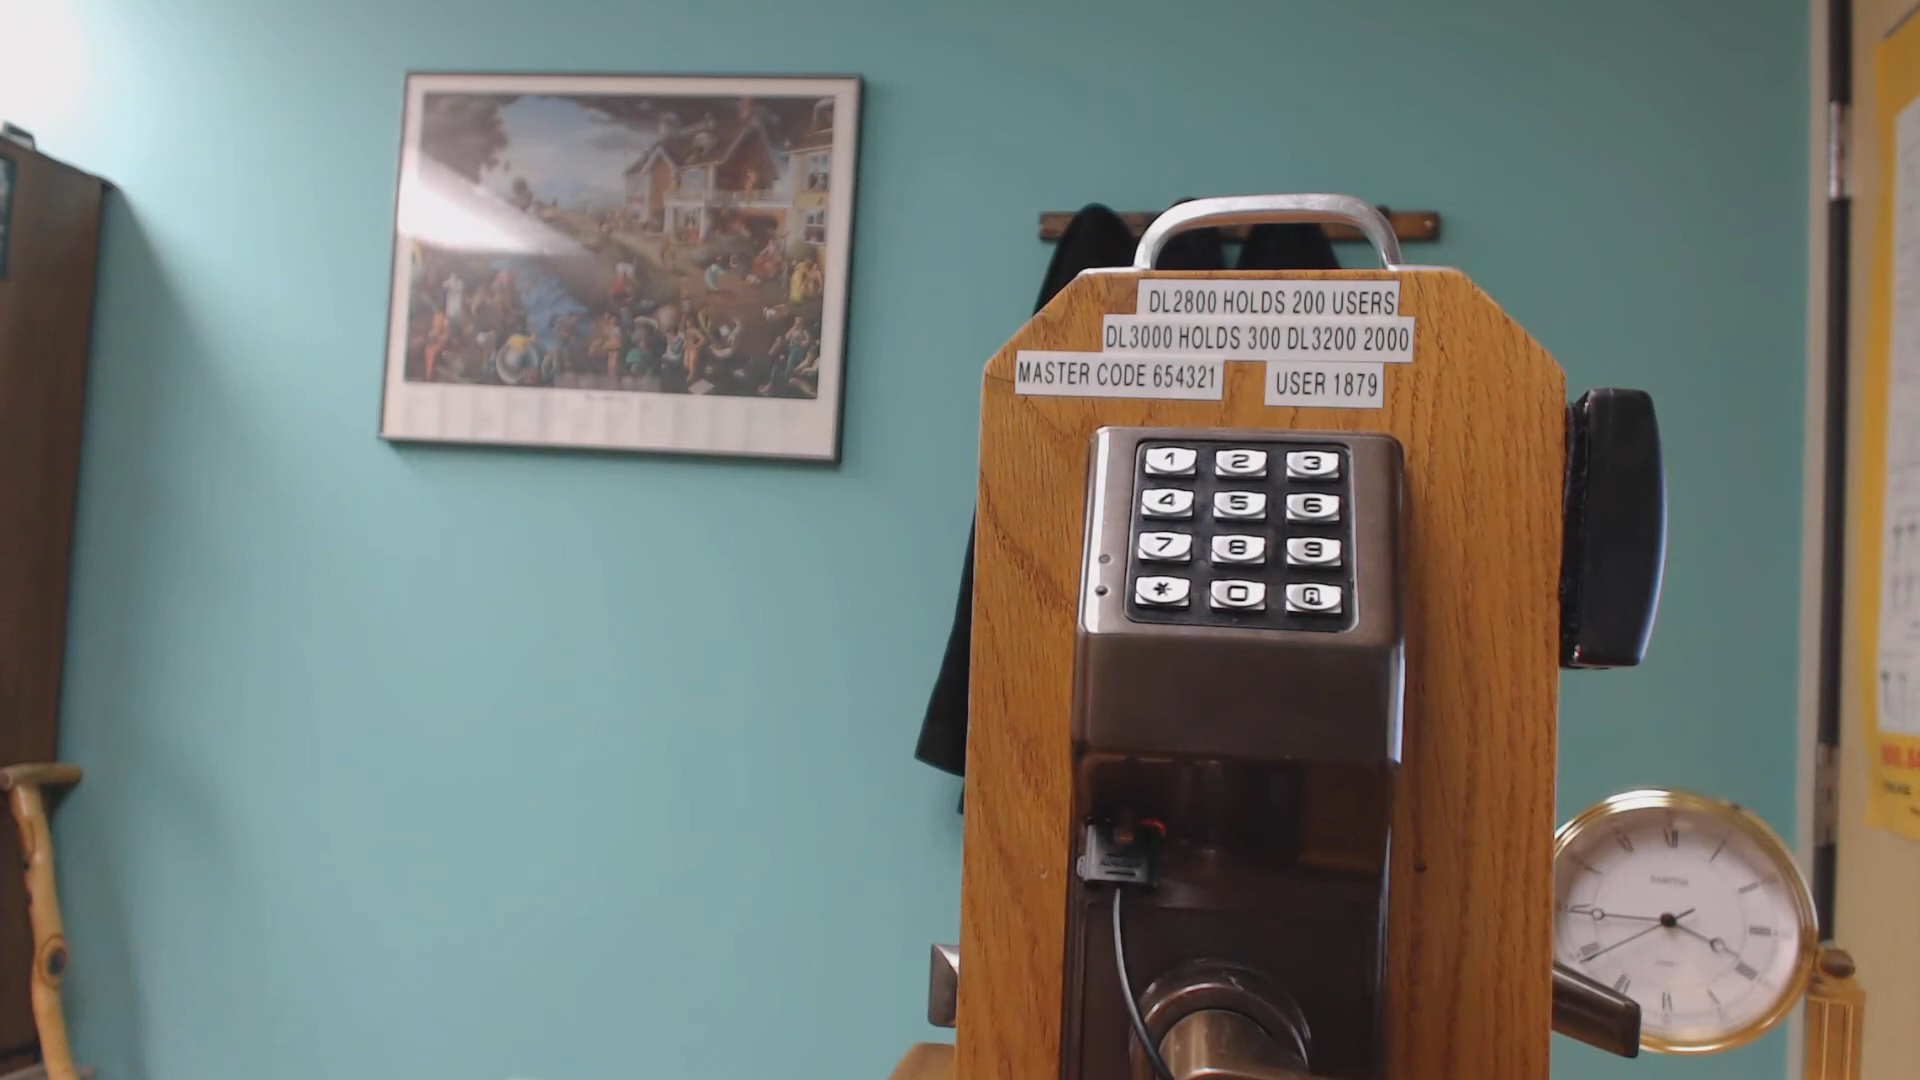 DL2800 HOLDS 200 USERS
DL3000 HOLDS 300 DL3200 2000
MASTER CODE 654321 USER 1879
1 2 3
4 5 6
7 8 9
* 0